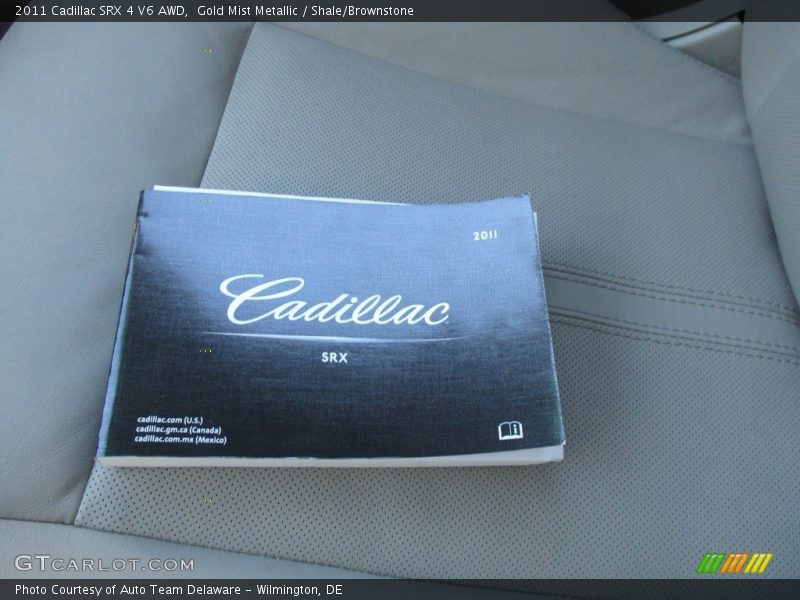 2011 Cadillac SRX 4 V6 AWD,  Gold Mist Metallic / Shale/Brownstone
2011
Cadillac
SRX
cadillac.com (U.S.)
cadillac.gm.ca (Canada)
cadillac.com.mx (Mexico)
GTCARLOT.COM
Photo Courtesy of Auto Team Delaware - Wilmington, DE